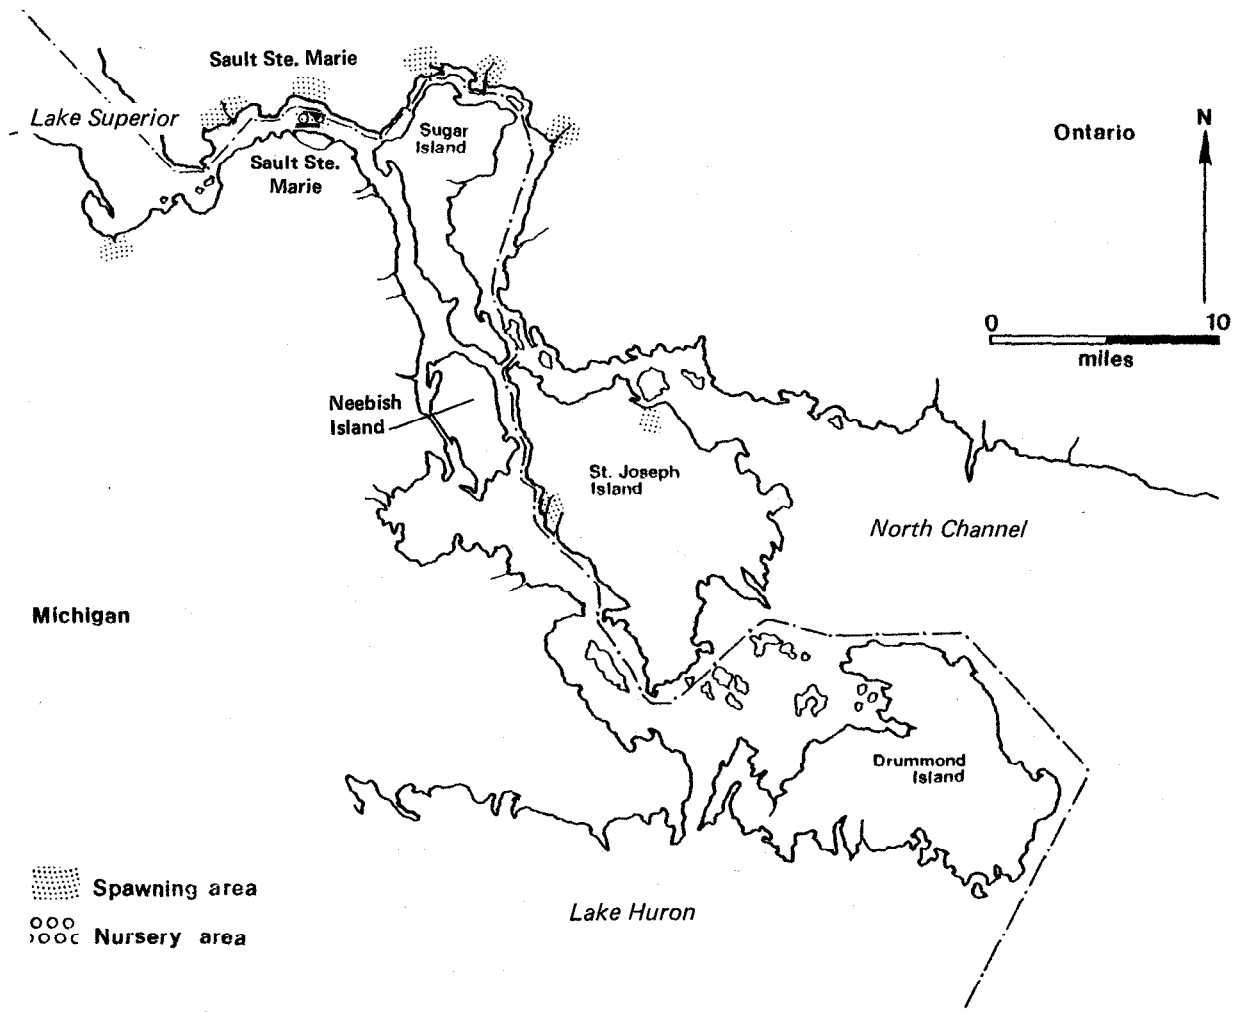 Sault Ste. Marie
Lake Superior
Sugar
Island
Sault Ste.
Marie
Ontario
N
0 10
miles
Neebish
Island
St. Joseph
Island
North Channel
Michigan
Drummond
Island
Spawning area
Lake Huron
Nursery area